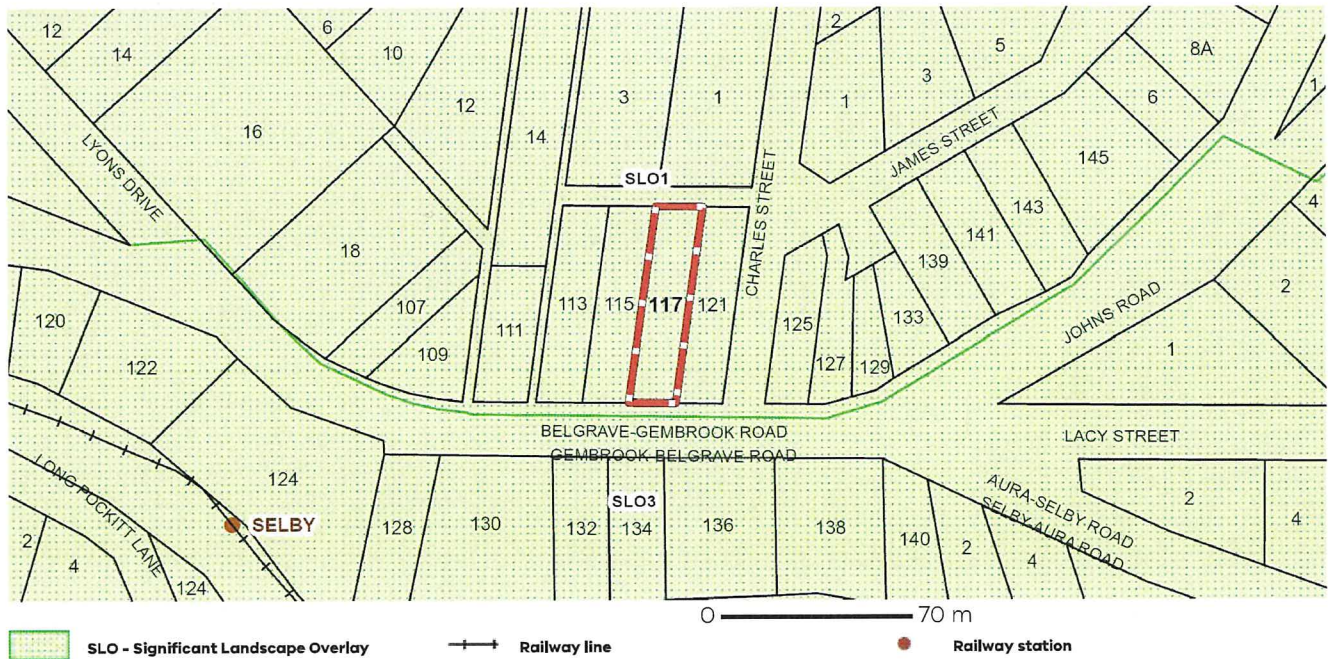 12
14
6
10
12
16
14
3
1
2
1
3
5
6
8A
1
LYONS DRIVE
JAMES STREET
145
SLO1
CHARLES STREET
143
141
139
4
18
107
109
111
113
115
117
121
125
127
129
133
JOHNS ROAD
2
1
120
122
BELGRAVE-GEMBROOK ROAD
GEMBROOK BELGRAVE ROAD
LACY STREET
124
SELBY
LONG POCKITT LANE
128
130
132
134
SLO3
136
138
140
AURA-SELBY ROAD
SELBY AURA ROAD
2
4
2
4
2
4
124
0 70 m
SLO - Significant Landscape Overlay
Railway line
Railway station